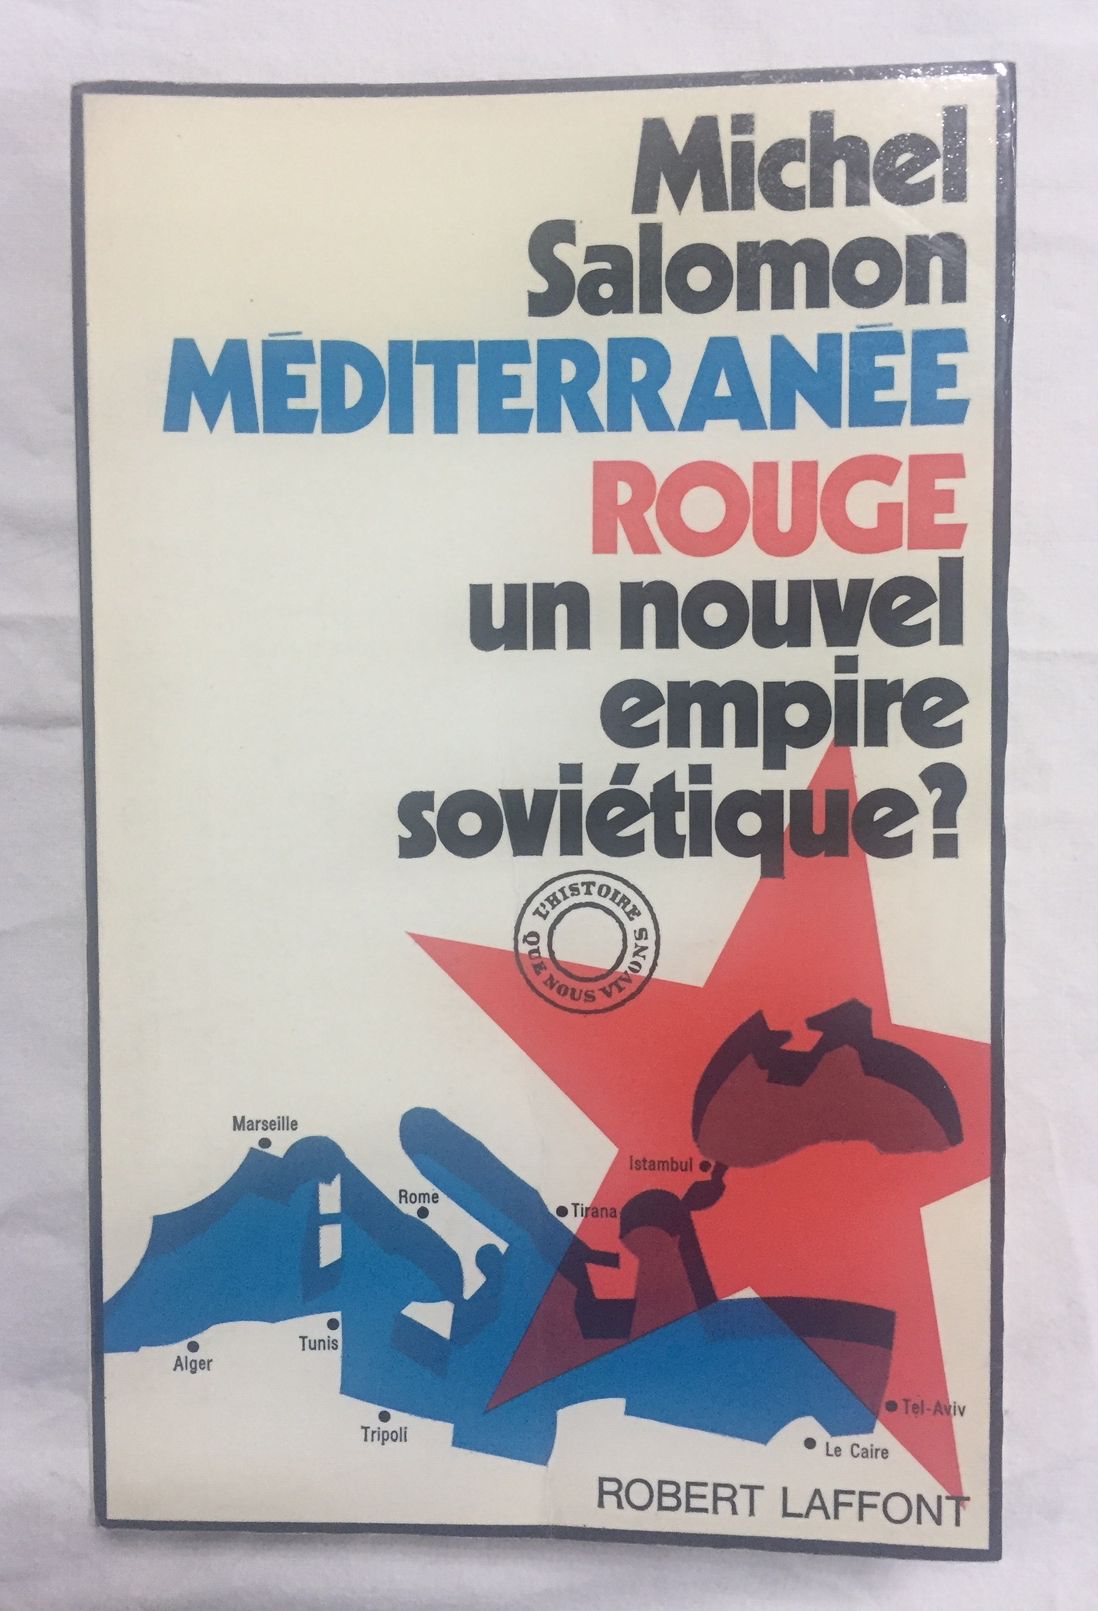 Michel
Salomon
MÉDITERRANÉE
ROUGE
un nouvel
empire
soviétique?
L'HISTOIRE
QUE NOUS VIVONS
Marseille
Istambul
Rome
Tirana
Tunis
Alger
Tel-Aviv
Tripoli
Le Caire
ROBERT LAFFONT